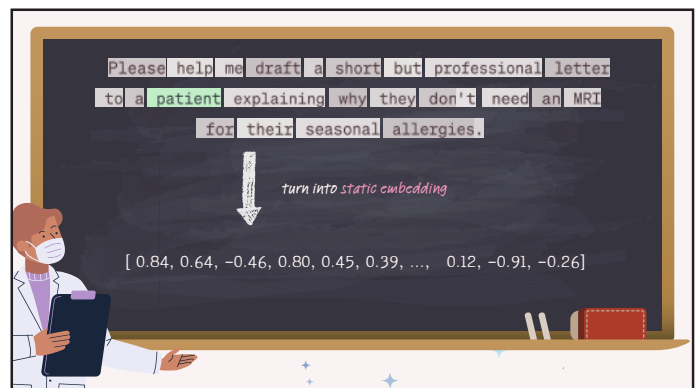 Please help me draft a short but professional letter
to a patient explaining why they don't need an MRI
for their seasonal allergies.
turn into static embedding
[ 0.84, 0.64, −0.46, 0.80, 0.45, 0.39, ..., 0.12, −0.91, −0.26]